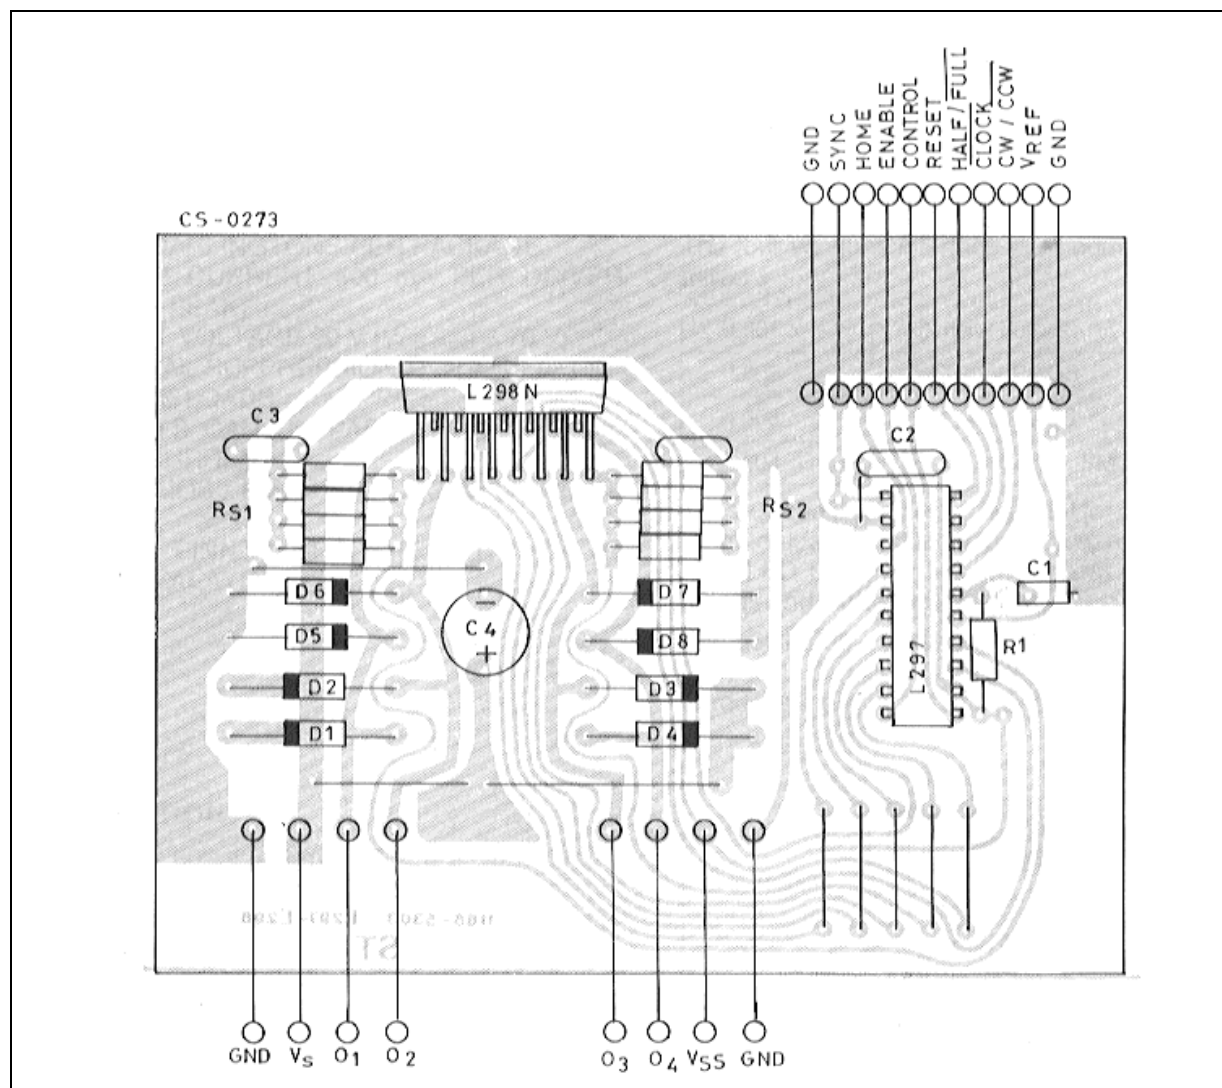 GND
SYNC
HOME
ENABLE
CONTROL
RESET
HALF / FULL
CLOCK
CW / CCW
VREF
GND
CS-0273
L298N
C3
C2
RS1
RS2
C1
D6
D7
C4
D5
D8
R1
L297
D2
D3
D1
D4
ST
GND
VS
O1
O2
O3
O4
VSS
GND